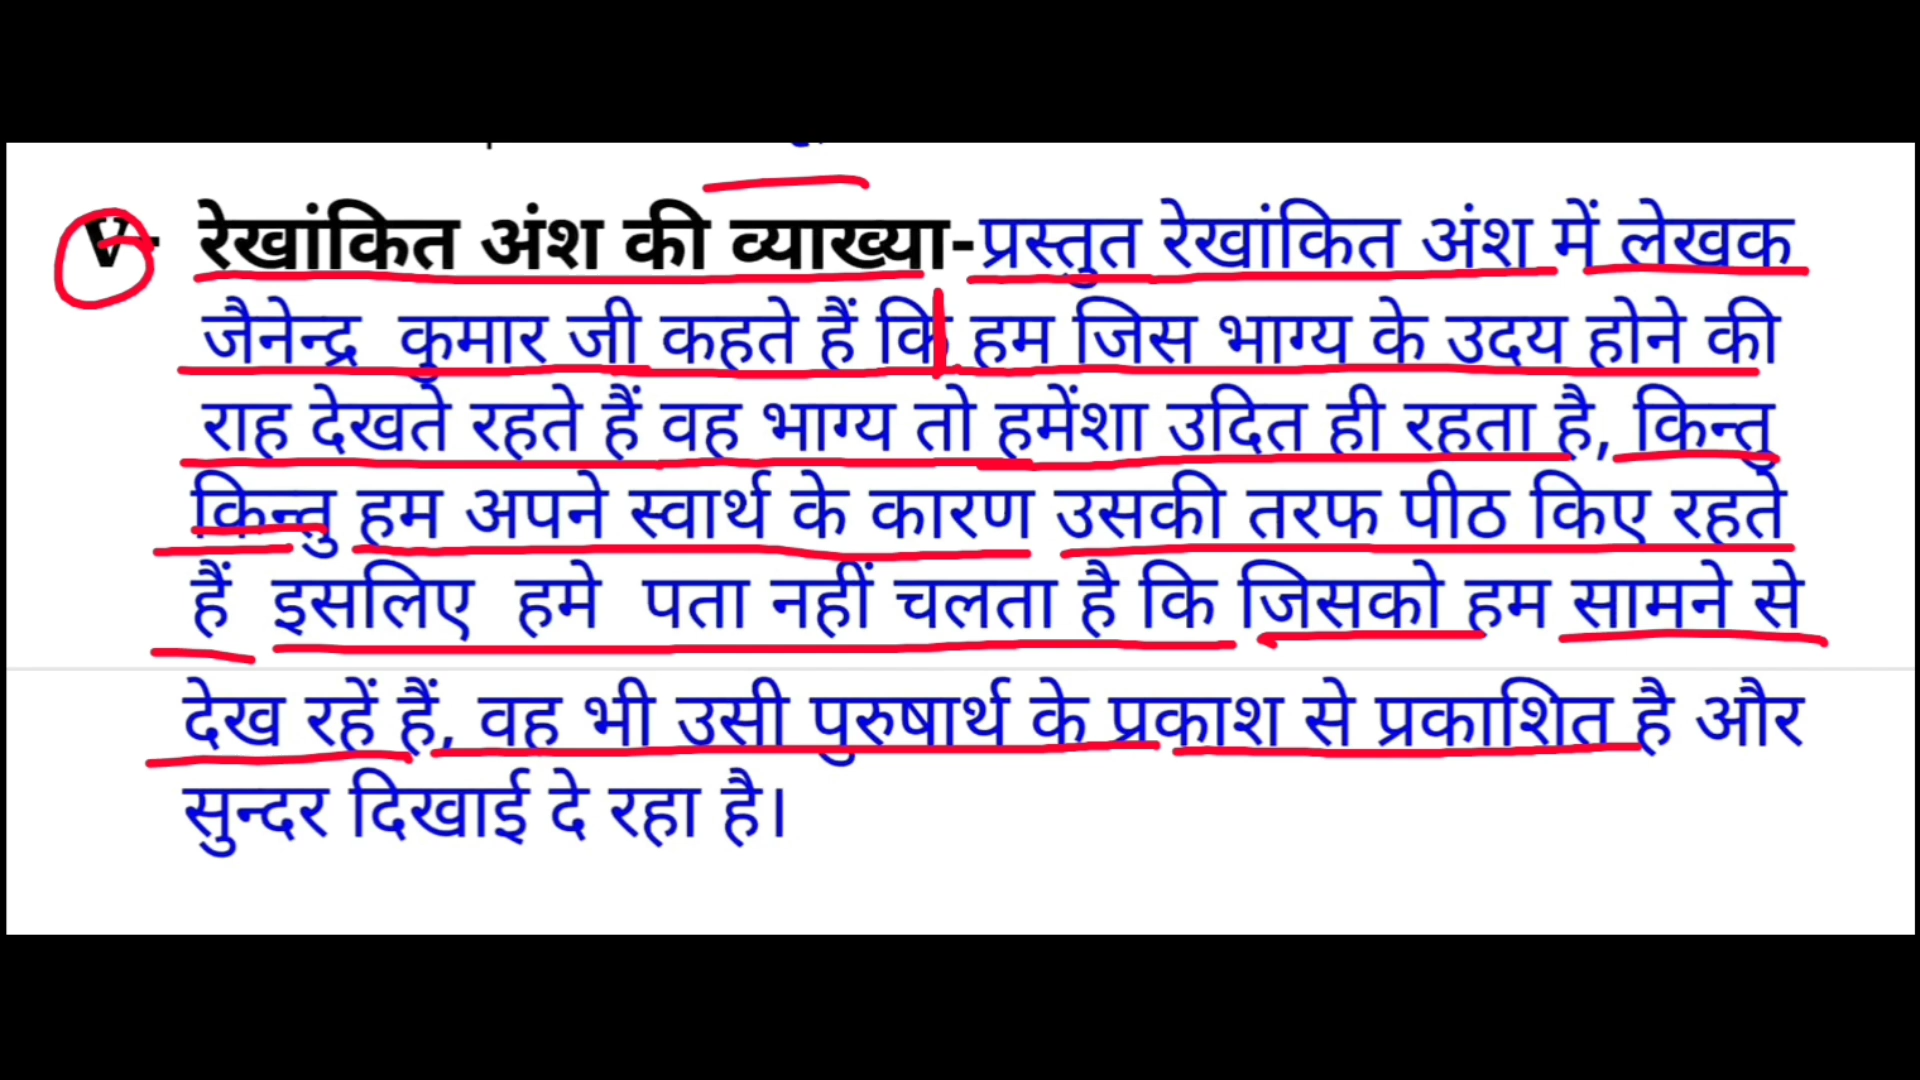 V- रेखांकित अंश की व्याख्या-प्रस्तुत रेखांकित अंश में लेखक
जैनेन्द्र कुमार जी कहते हैं कि हम जिस भाग्य के उदय होने की
राह देखते रहते हैं वह भाग्य तो हमेंशा उदित ही रहता है, किन्तु
किन्तु हम अपने स्वार्थ के कारण उसकी तरफ पीठ किए रहते
हैं इसलिए हमे पता नहीं चलता है कि जिसको हम सामने से
देख रहें हैं, वह भी उसी पुरुषार्थ के प्रकाश से प्रकाशित है और
सुन्दर दिखाई दे रहा है।